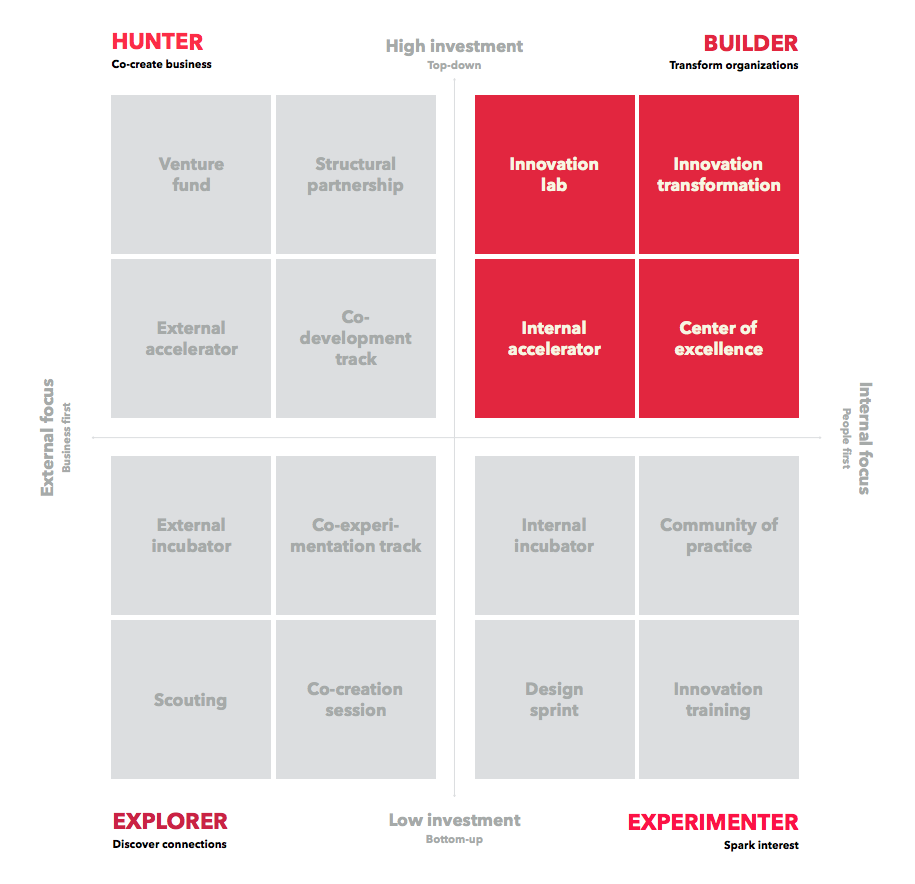 HUNTER
Co-create business
High investment
Top-down
BUILDER
Transform organizations
Venture
fund
Structural
partnership
Innovation
lab
Innovation
transformation
External
accelerator
Co-
development
track
Internal
accelerator
Center of
excellence
External focus
Business first
Internal focus
People first
External
incubator
Co-experi-
mentation track
Internal
incubator
Community of
practice
Scouting
Co-creation
session
Design
sprint
Innovation
training
EXPLORER
Discover connections
Low investment
Bottom-up
EXPERIMENTER
Spark interest